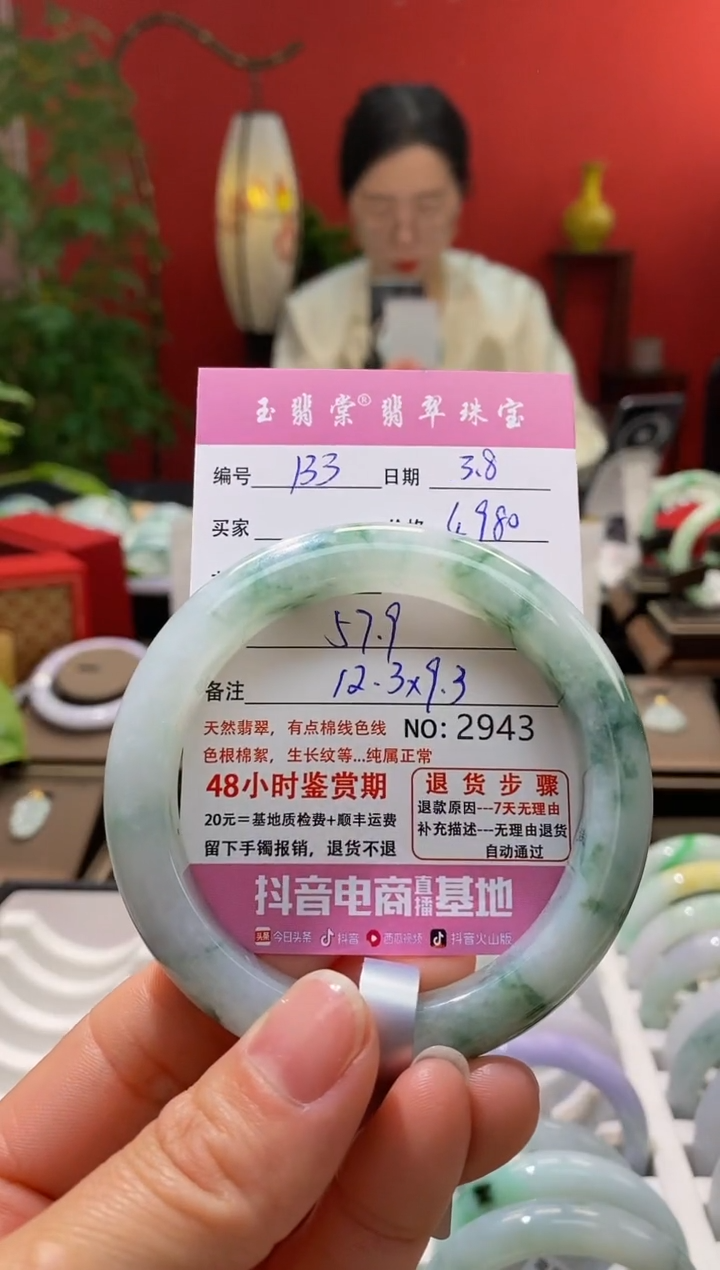 玉翡棠®翡翠珠宝
编号 133 日期 3.8
买家 价格 6.980
57.9
备注 12.3x9.3
天然翡翠，有点棉线色线 NO: 2943
色根棉絮，生长纹等...纯属正常
48小时鉴赏期
20元=基地质检费+顺丰运费
留下手镯报销，退货不退
退货步骤
退款原因---7天无理由
补充描述---无理由退货
自动通过
抖音电商直播基地
头条 今日头条 抖音 西瓜视频 抖音火山版